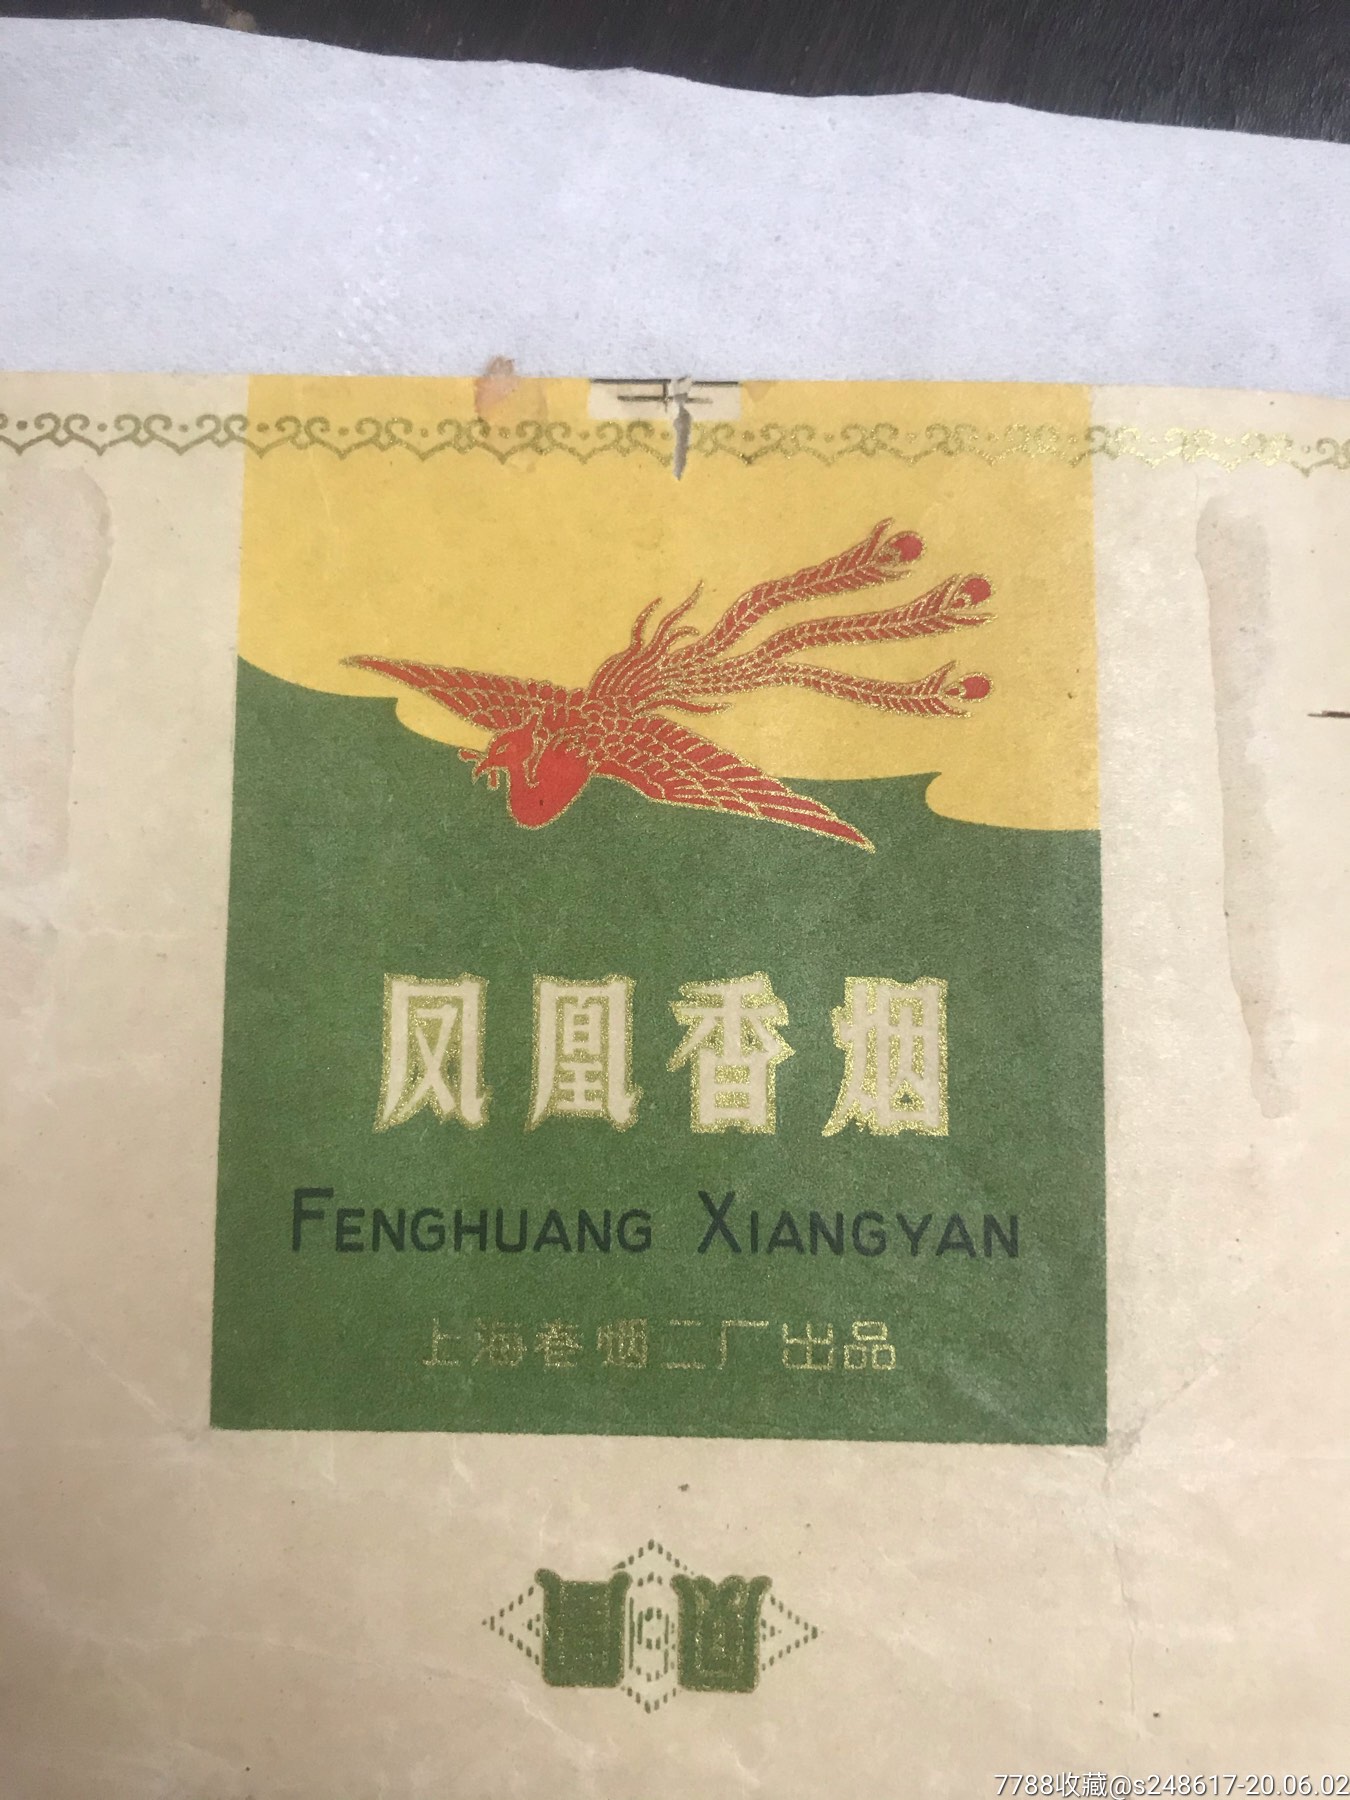 凤凰香烟
FENGHUANG XIANGYAN
上海卷烟二厂出品
7788收藏@s248617-20.06.02